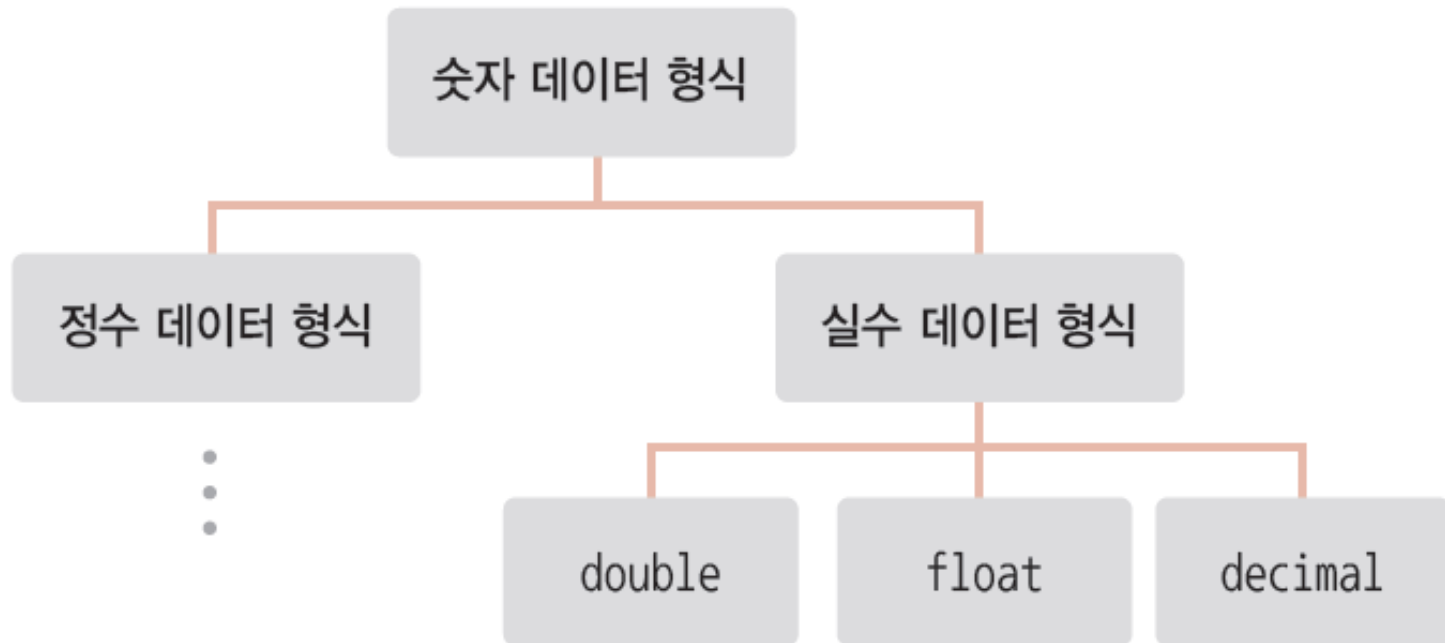 숫자 데이터 형식
정수 데이터 형식
실수 데이터 형식
double
float
decimal